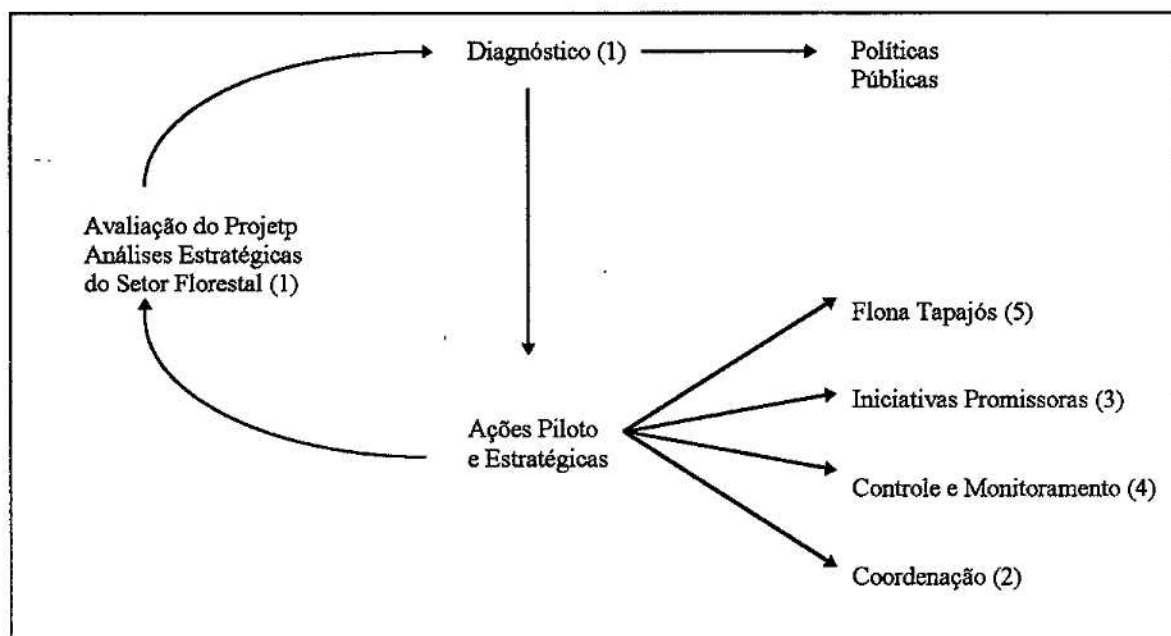 Diagnóstico (1)
Políticas
Públicas
Avaliação do Projetp
Análises Estratégicas
do Setor Florestal (1)
Flona Tapajós (5)
Iniciativas Promissoras (3)
Ações Piloto
e Estratégicas
Controle e Monitoramento (4)
Coordenação (2)